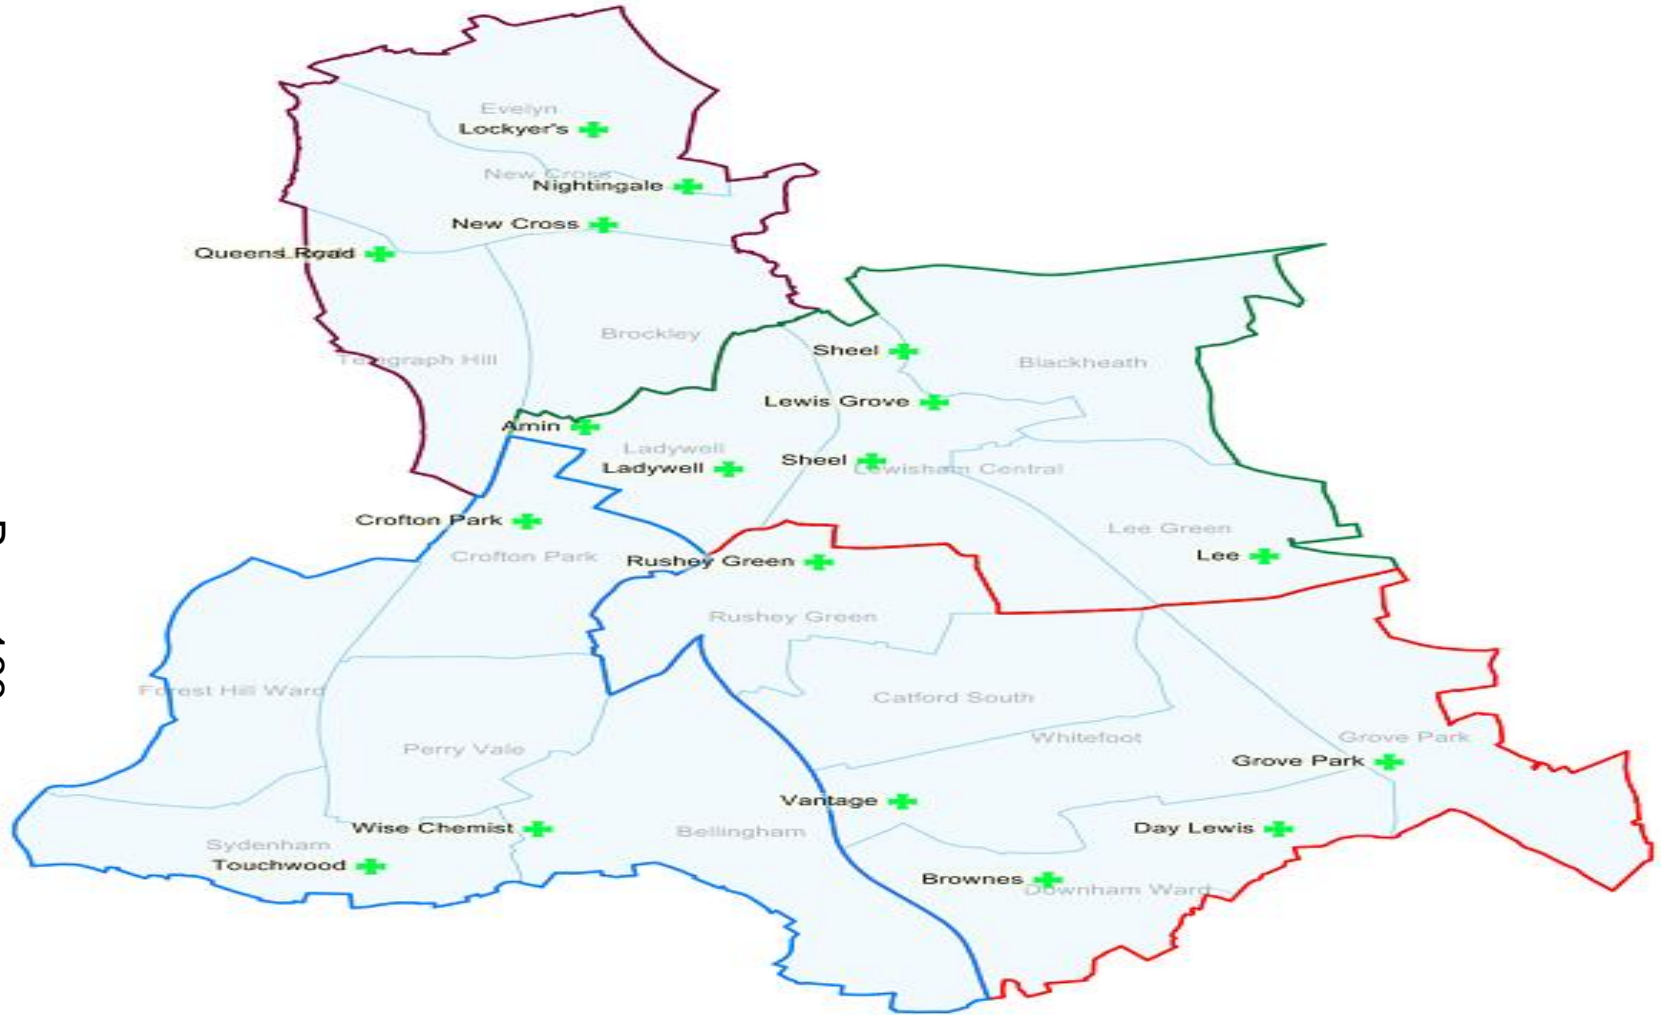 Evelyn
Lockyer's
New Cross
Nightingale
New Cross
Queens Road
Brockley
Sheel
Telegraph Hill
Blackheath
Lewis Grove
Amin
Ladywell
Sheel
Ladywell
Lewisham Central
Crofton Park
Lee Green
Crofton Park
Lee
Rushey Green
Rushey Green
Forest Hill Ward
Catford South
Perry Vale
Whitefoot
Grove Park
Grove Park
Vantage
Wise Chemist
Bellingham
Day Lewis
Sydenham
Touchwood
Brownes
Downham Ward